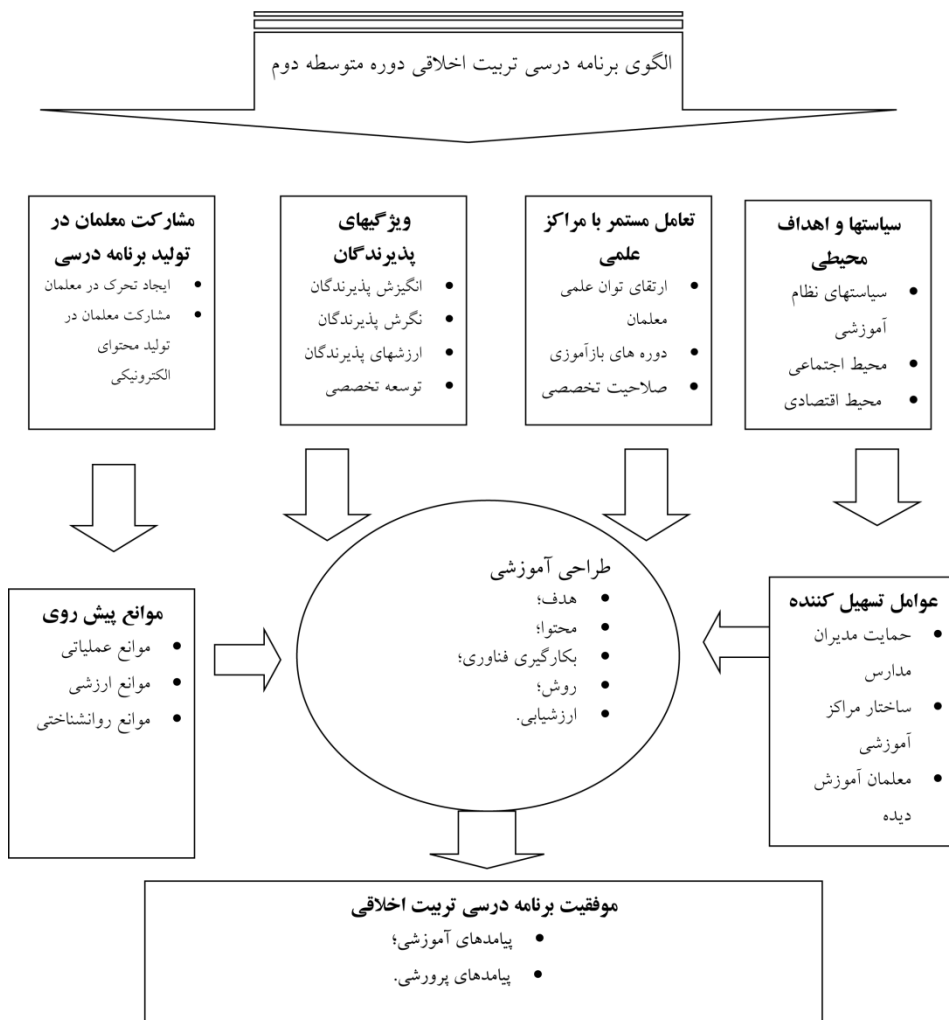 الگوی برنامه درسی تربیت اخلاقی دوره متوسطه دوم
سیاستها و اهداف
محیطی
• سیاستهای نظام
آموزشی
• محیط اجتماعی
• محیط اقتصادی
تعامل مستمر با مراکز
علمی
• ارتقای توان علمی
معلمان
• دوره های بازآموزی
• صلاحیت تخصصی
ویژگیهای
پذیرندگان
• انگیزش پذیرندگان
• نگرش پذیرندگان
• ارزشهای پذیرندگان
• توسعه تخصصی
مشارکت معلمان در
تولید برنامه درسی
• ایجاد تحرک در معلمان
• مشارکت معلمان در
تولید محتوای
الکترونیکی
عوامل تسهیل کننده
• حمایت مدیران
مدارس
• ساختار مراکز
آموزشی
• معلمان آموزش
دیده
طراحی آموزشی
• هدف؛
• محتوا؛
• بکارگیری فناوری؛
• روش؛
• ارزشیابی.
موانع پیش روی
• موانع عملیاتی
• موانع ارزشی
• موانع روانشناختی
موفقیت برنامه درسی تربیت اخلاقی
• پیامدهای آموزشی؛
• پیامدهای پرورشی.